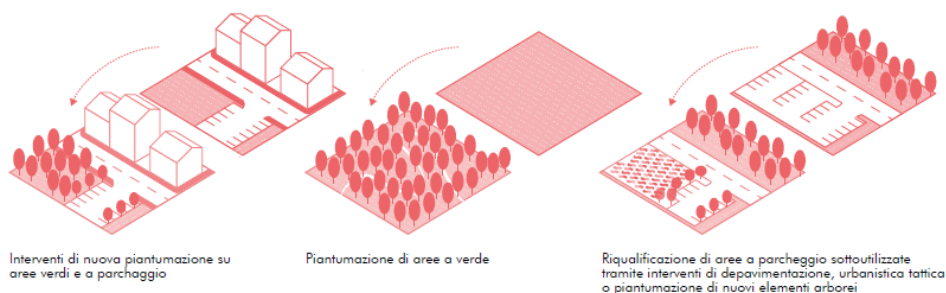 Interventi di nuova piantumazione su
aree verdi e a parchaggio
Piantumazione di aree a verde
Riqualificazione di aree a parcheggio sottoutilizzate
tramite interventi di depavimentazione, urbanistica tattica
o piantumazione di nuovi elementi arborei